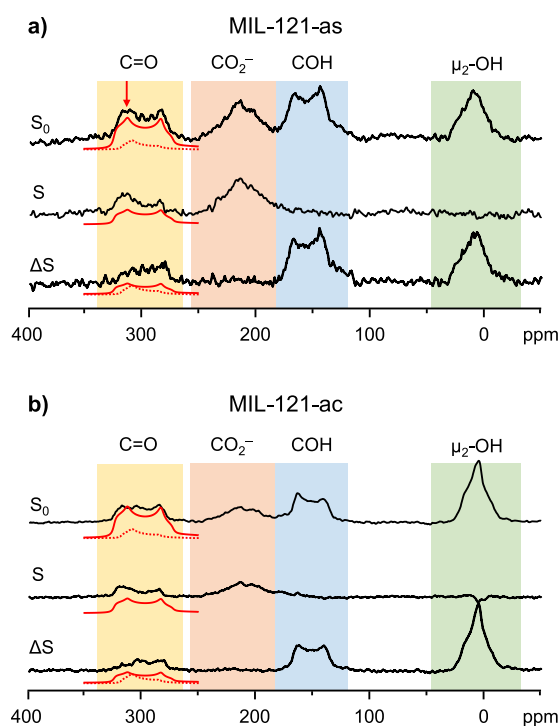 a) MIL-121-as
C=O CO₂⁻ COH μ₂-OH
S₀
S
ΔS
400 300 200 100 0 ppm
b) MIL-121-ac
C=O CO₂⁻ COH μ₂-OH
S₀
S
ΔS
400 300 200 100 0 ppm